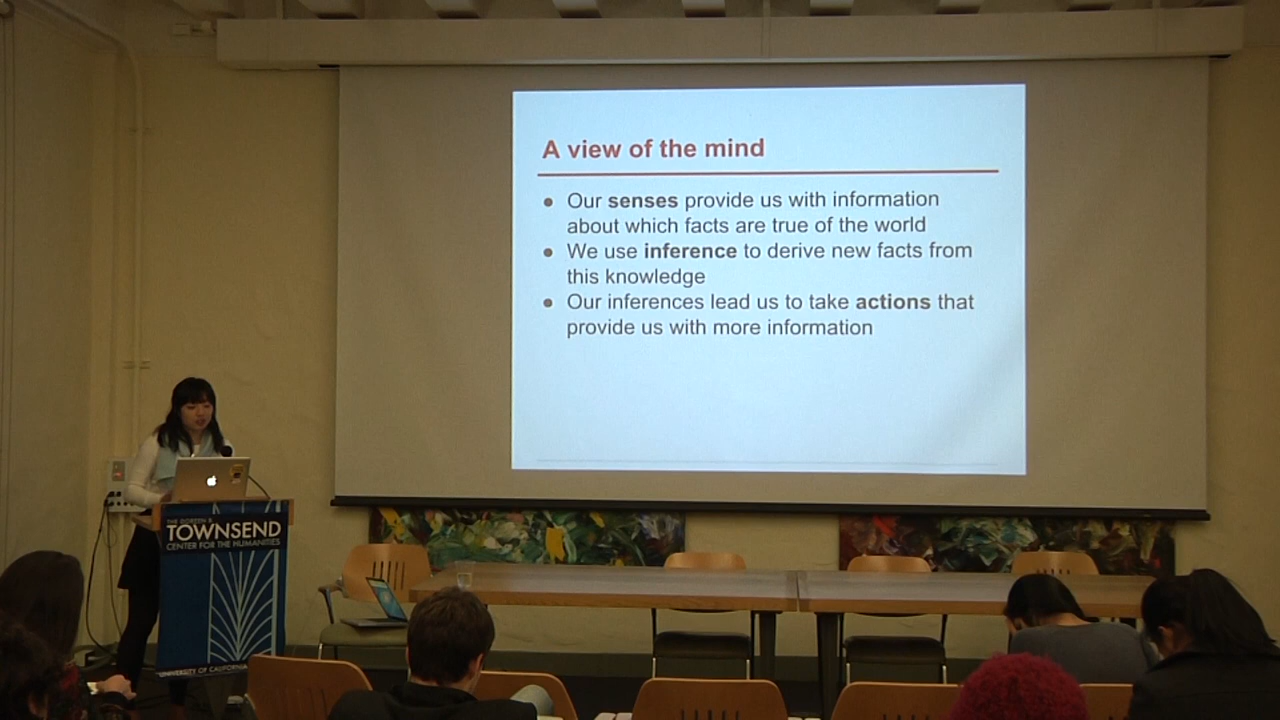 A view of the mind
● Our senses provide us with information
about which facts are true of the world
● We use inference to derive new facts from
this knowledge
● Our inferences lead us to take actions that
provide us with more information
THE DOREEN B.
TOWNSEND
CENTER FOR THE HUMANITIES
UNIVERSITY OF CALIFORNIA